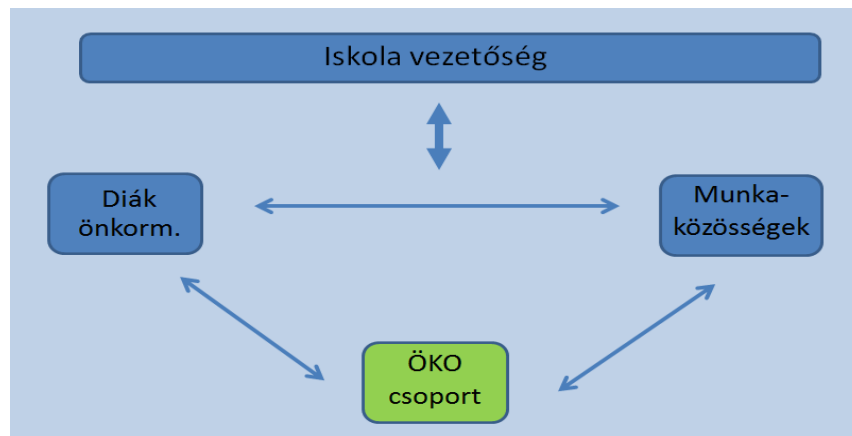 Iskola vezetőség
Diák
önkorm.
Munka-
közösségek
ÖKO
csoport